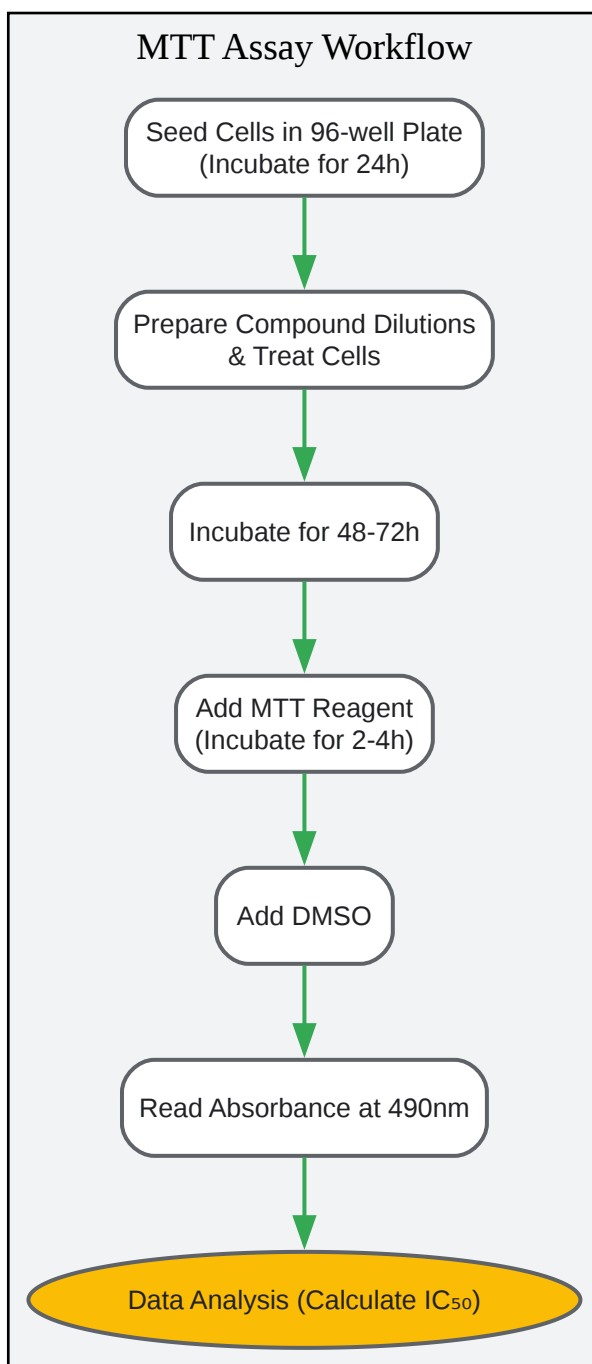 MTT Assay Workflow
Seed Cells in 96-well Plate
(Incubate for 24h)
Prepare Compound Dilutions
& Treat Cells
Incubate for 48-72h
Add MTT Reagent
(Incubate for 2-4h)
Add DMSO
Read Absorbance at 490nm
Data Analysis (Calculate IC₅₀)